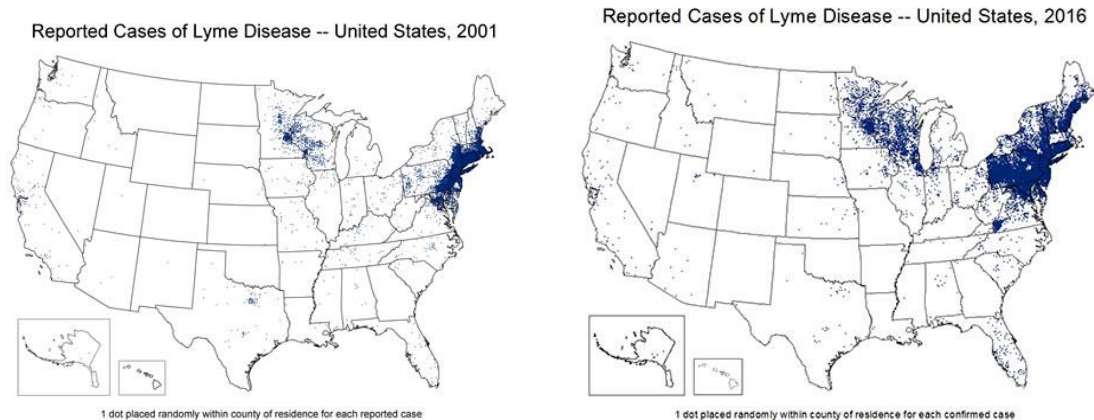 Reported Cases of Lyme Disease -- United States, 2001
Reported Cases of Lyme Disease -- United States, 2016
1 dot placed randomly within county of residence for each reported case
1 dot placed randomly within county of residence for each confirmed case